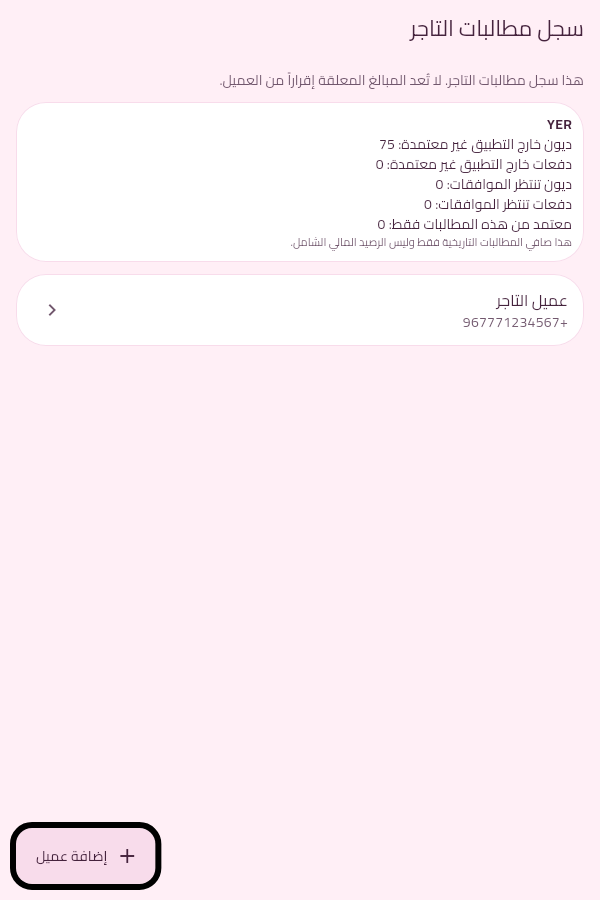 سجل مطالبات التاجر
هذا سجل مطالبات التاجر. لا تُعد المبالغ المعلقة إقراراً من العميل.
YER
ديون خارج التطبيق غير معتمدة: 75
دفعات خارج التطبيق غير معتمدة: 0
ديون تنتظر الموافقات: 0
دفعات تنتظر الموافقات: 0
معتمد من هذه المطالبات فقط: 0
هذا صافي المطالبات التاريخية فقط وليس الرصيد المالي الشامل.
عميل التاجر
967771234567+
إضافة عميل